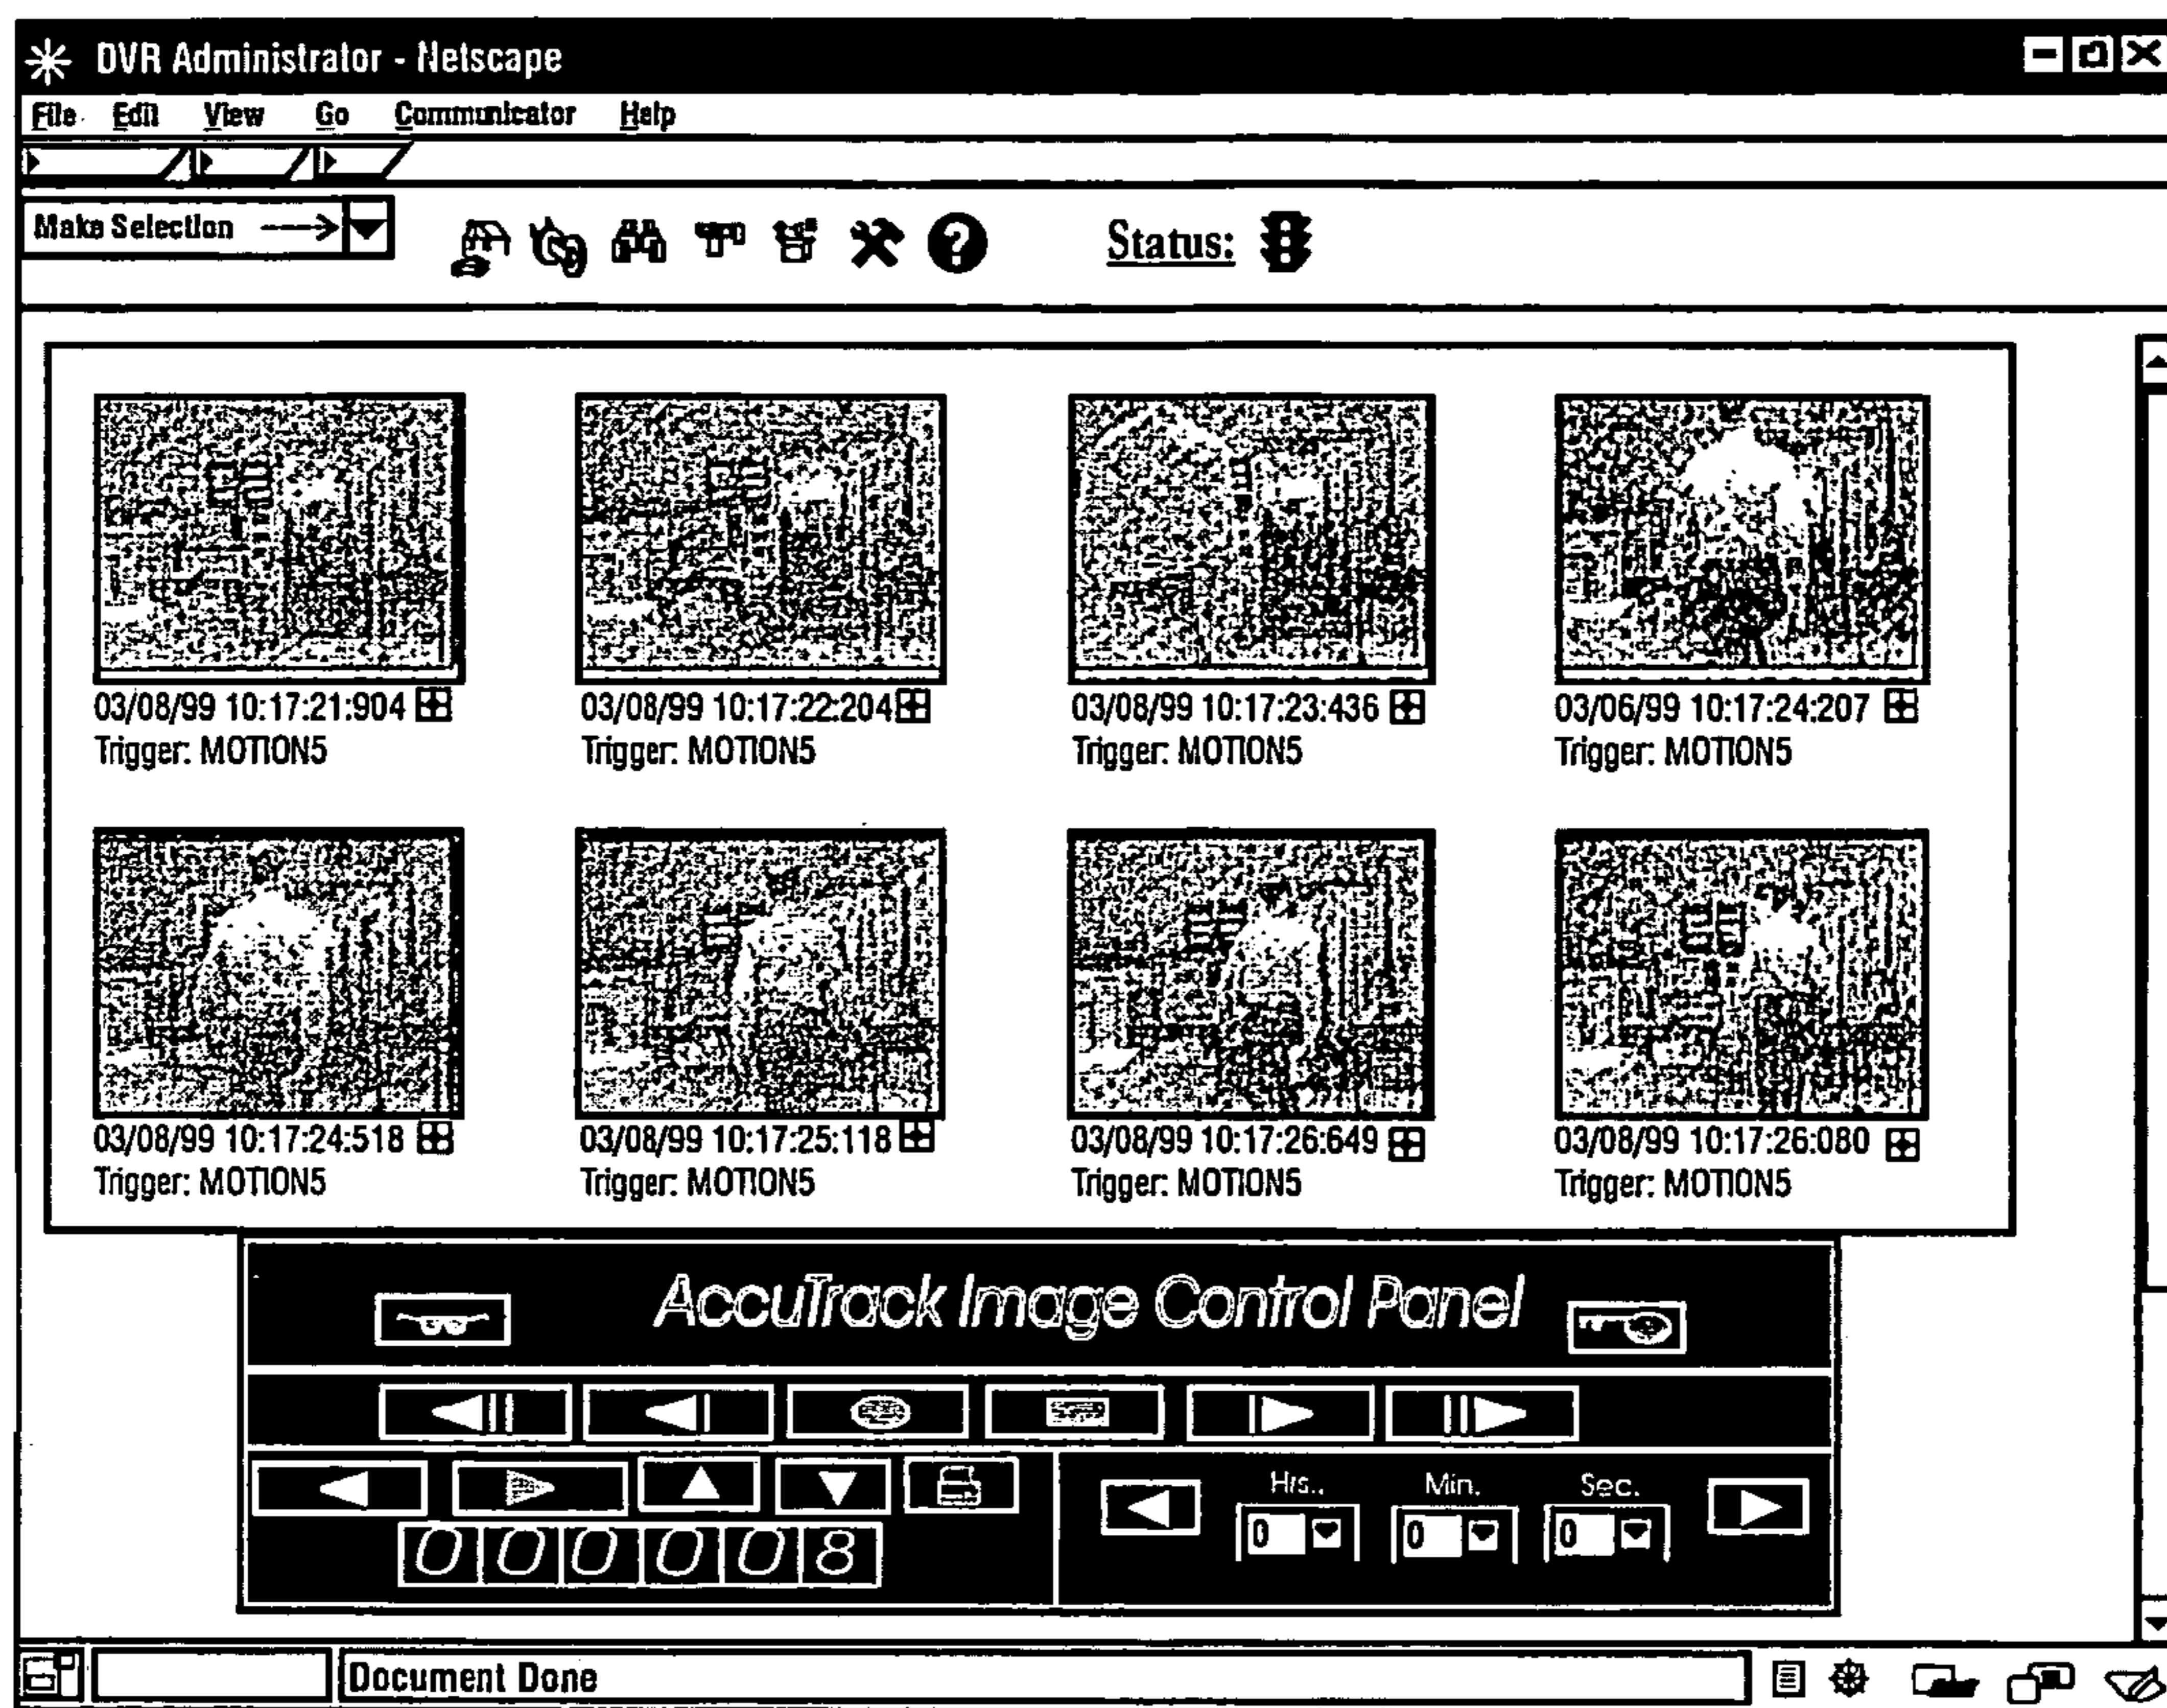 DVR Administrator - Netscape
File Edit View Go Communicator Help
Make Selection
Status:
03/08/99 10:17:21:904 03/08/99 10:17:22:204 03/08/99 10:17:23:436 03/06/99 10:17:24:207
Trigger: MOTION5 Trigger: MOTION5 Trigger: MOTION5 Trigger: MOTION5
03/08/99 10:17:24:518 03/08/99 10:17:25:118 03/08/99 10:17:26:649 03/08/99 10:17:26:080
Trigger: MOTION5 Trigger: MOTION5 Trigger: MOTION5 Trigger: MOTION5
AccuTrack Image Control Panel
Hrs.. Min. Sec.
0 0 0
000008
Document Done